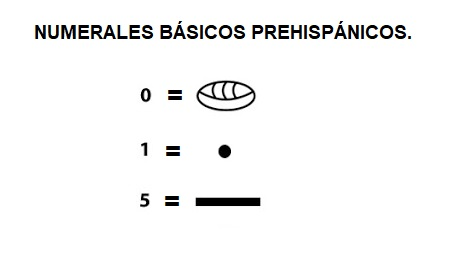 NUMERALES BÁSICOS PREHISPÁNICOS.
0 =
1 =
5 =